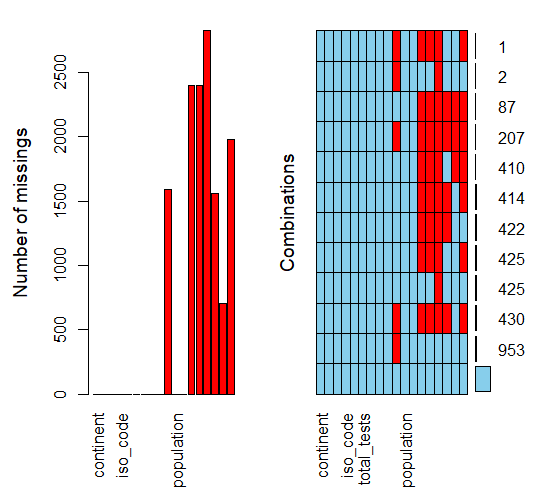 Number of missings
2500
2000
1500
1000
500
0
continent
iso_code
population
Combinations
1
2
87
207
410
414
422
425
425
430
953
continent
iso_code
total_tests
population